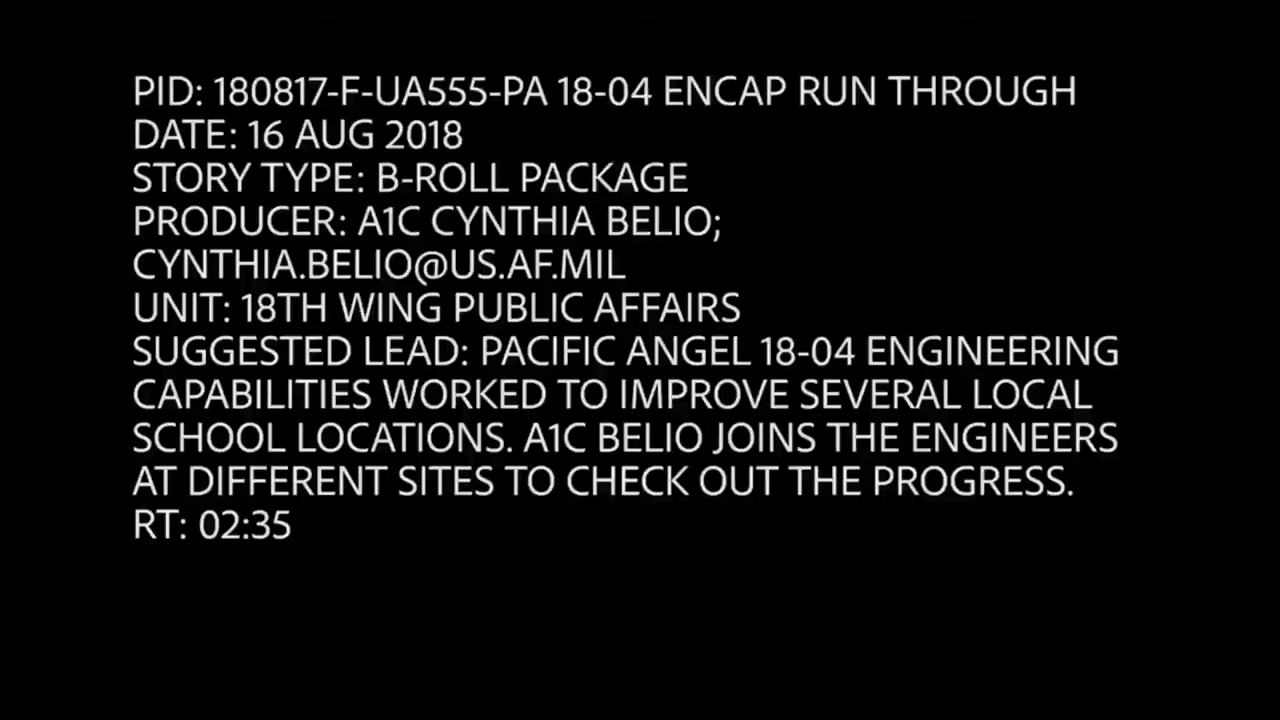 PID: 180817-F-UA555-PA 18-04 ENCAP RUN THROUGH
DATE: 16 AUG 2018
STORY TYPE: B-ROLL PACKAGE
PRODUCER: A1C CYNTHIA BELIO;
CYNTHIA.BELIO@US.AF.MIL
UNIT: 18TH WING PUBLIC AFFAIRS
SUGGESTED LEAD: PACIFIC ANGEL 18-04 ENGINEERING
CAPABILITIES WORKED TO IMPROVE SEVERAL LOCAL
SCHOOL LOCATIONS. A1C BELIO JOINS THE ENGINEERS
AT DIFFERENT SITES TO CHECK OUT THE PROGRESS.
RT: 02:35